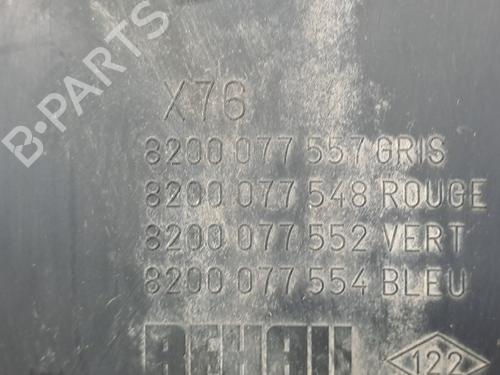 B-PARTS
X76
8200 077 557 GRIS
8200 077 548 ROUGE
8200 077 552 VERT
8200 077 554 BLEU
REHAU
122